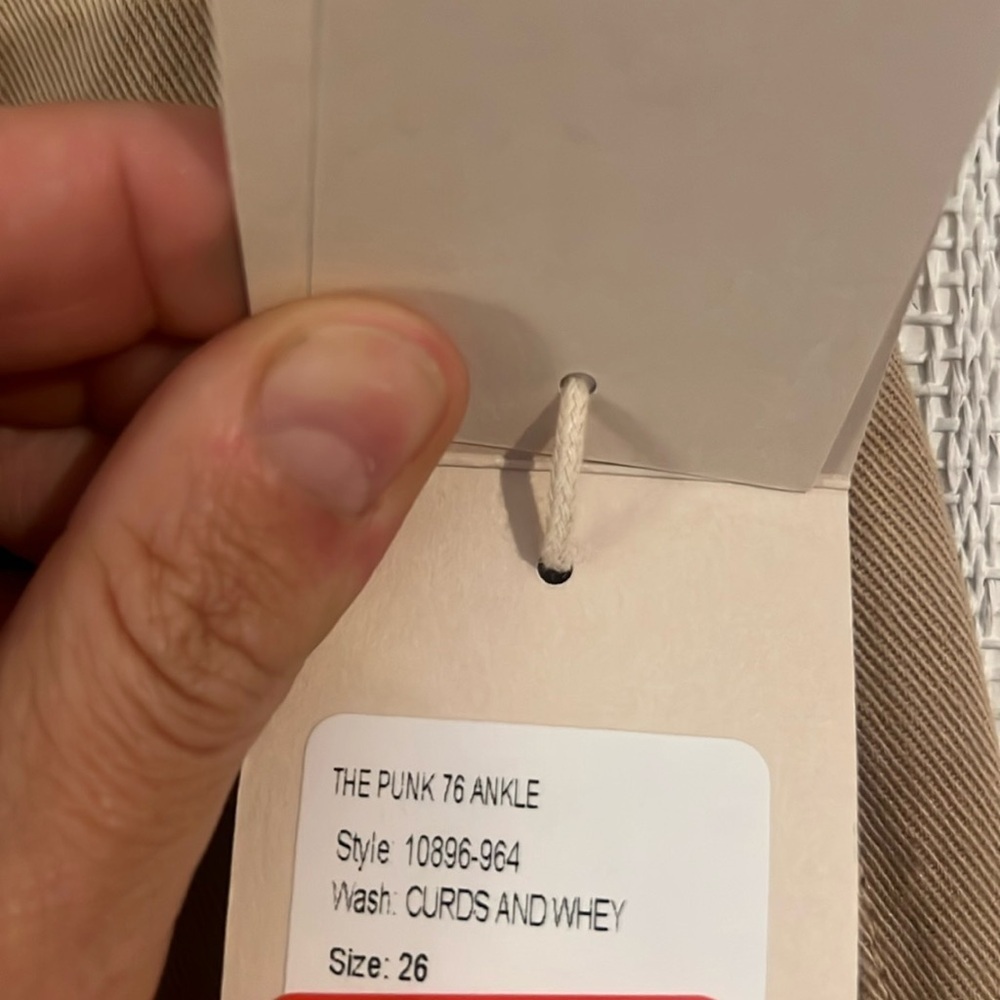 THE PUNK 76 ANKLE
Style: 10896-964
Wash: CURDS AND WHEY
Size: 26